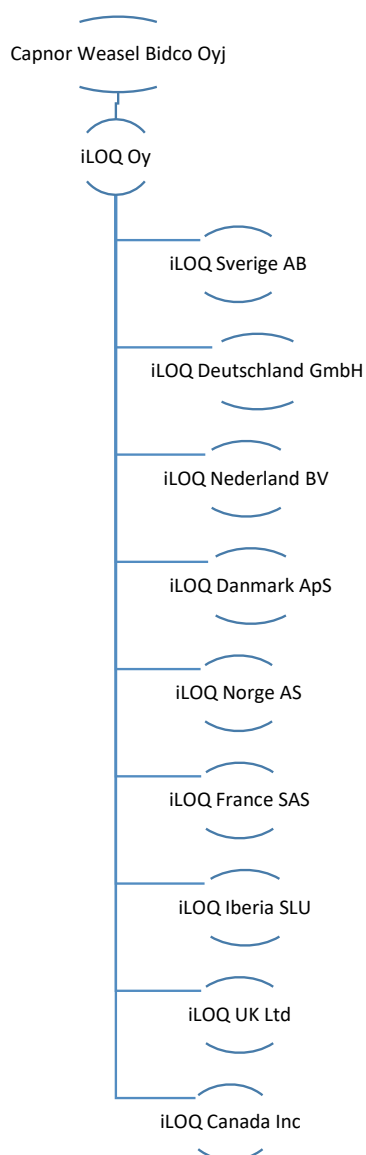 Capnor Weasel Bidco Oyj
iLOQ Oy
iLOQ Sverige AB
iLOQ Deutschland GmbH
iLOQ Nederland BV
iLOQ Danmark ApS
iLOQ Norge AS
iLOQ France SAS
iLOQ Iberia SLU
iLOQ UK Ltd
iLOQ Canada Inc